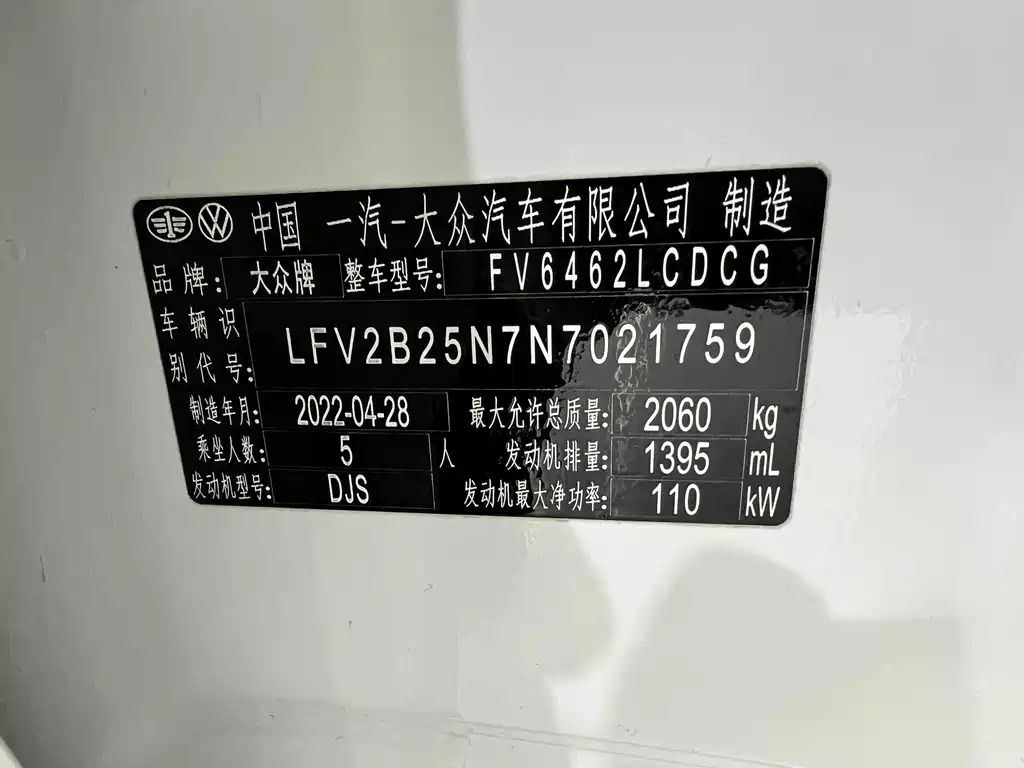 中国 一汽-大众汽车有限公司 制造
品牌: 大众牌 整车型号: FV6462LCDCG
车辆识别代号: LFV2B25N7N7021759
制造年月: 2022-04-28 最大允许总质量: 2060 kg
乘坐人数: 5 人 发动机排量: 1395 mL
发动机型号: DJS 发动机最大净功率: 110 kW